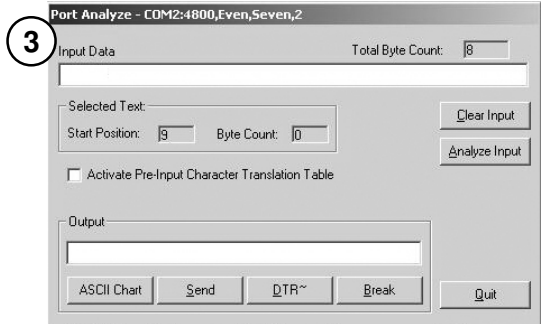 Port Analyze - COM2:4800,Even,Seven,2
3
Input Data Total Byte Count: 8
Selected Text:
Start Position: 9 Byte Count: 0
Clear Input
Analyze Input
Activate Pre-Input Character Translation Table
Output
ASCII Chart Send DTR~ Break Quit